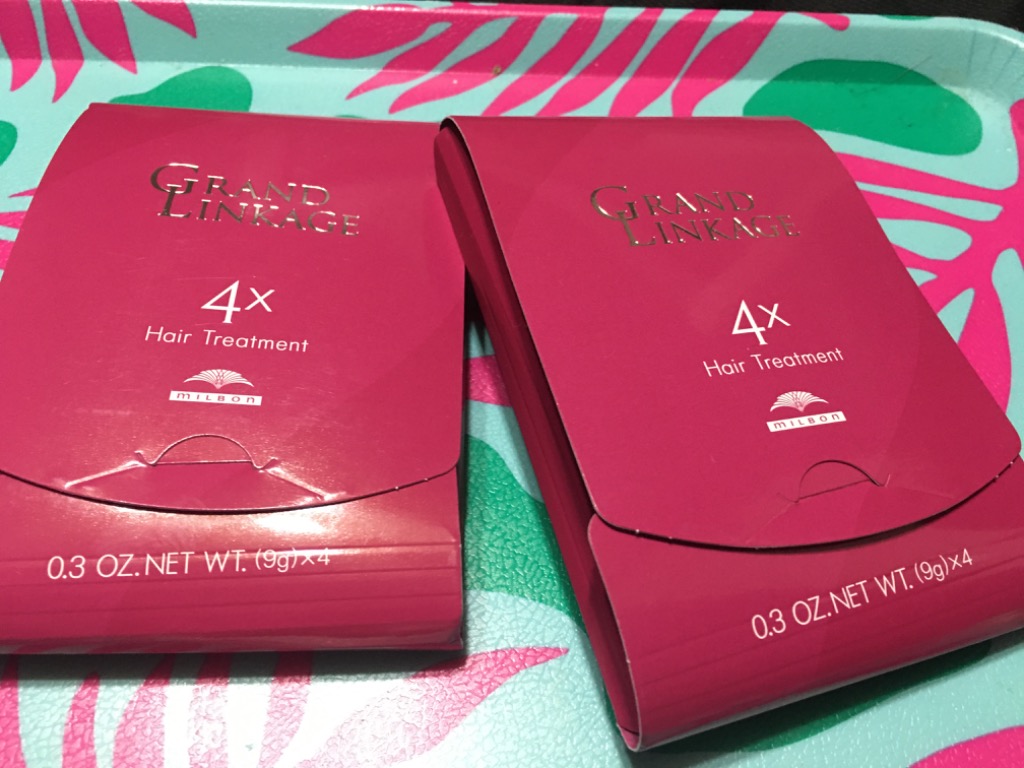 GRAND
LINKAGE
4x
Hair Treatment
MILBON
0.3 OZ. NET WT. (9g)×4
GRAND
LINKAGE
4x
Hair Treatment
MILBON
0.3 OZ. NET WT. (9g)×4